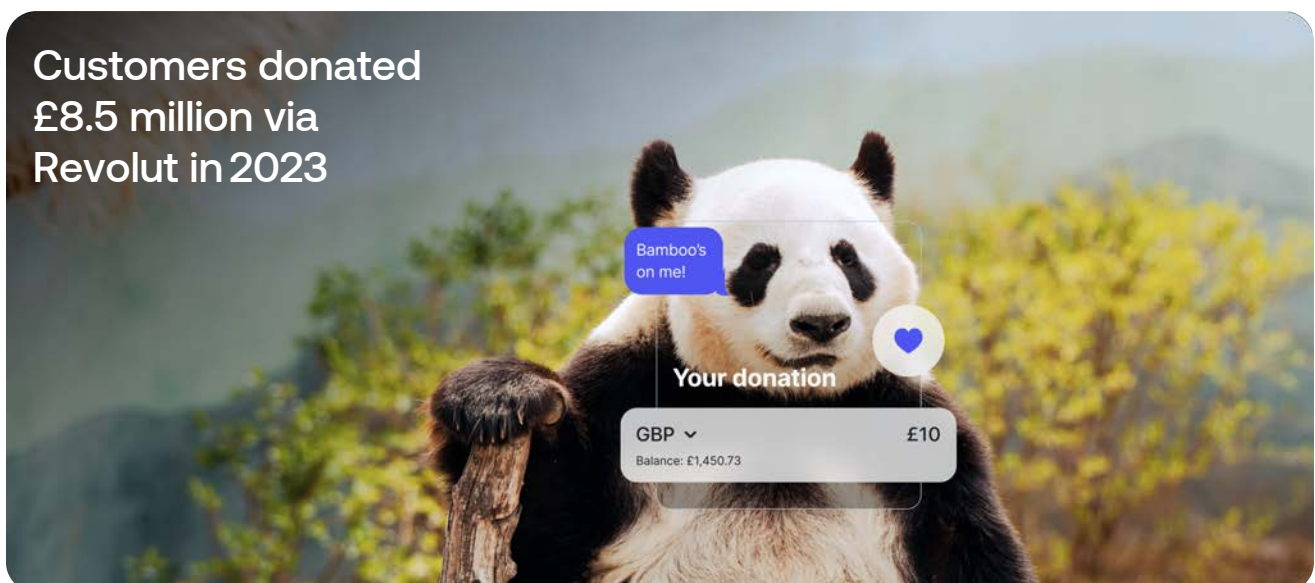 Customers donated
£8.5 million via
Revolut in 2023
Bamboo's
on me!
Your donation
GBP
£10
Balance: £1,450.73